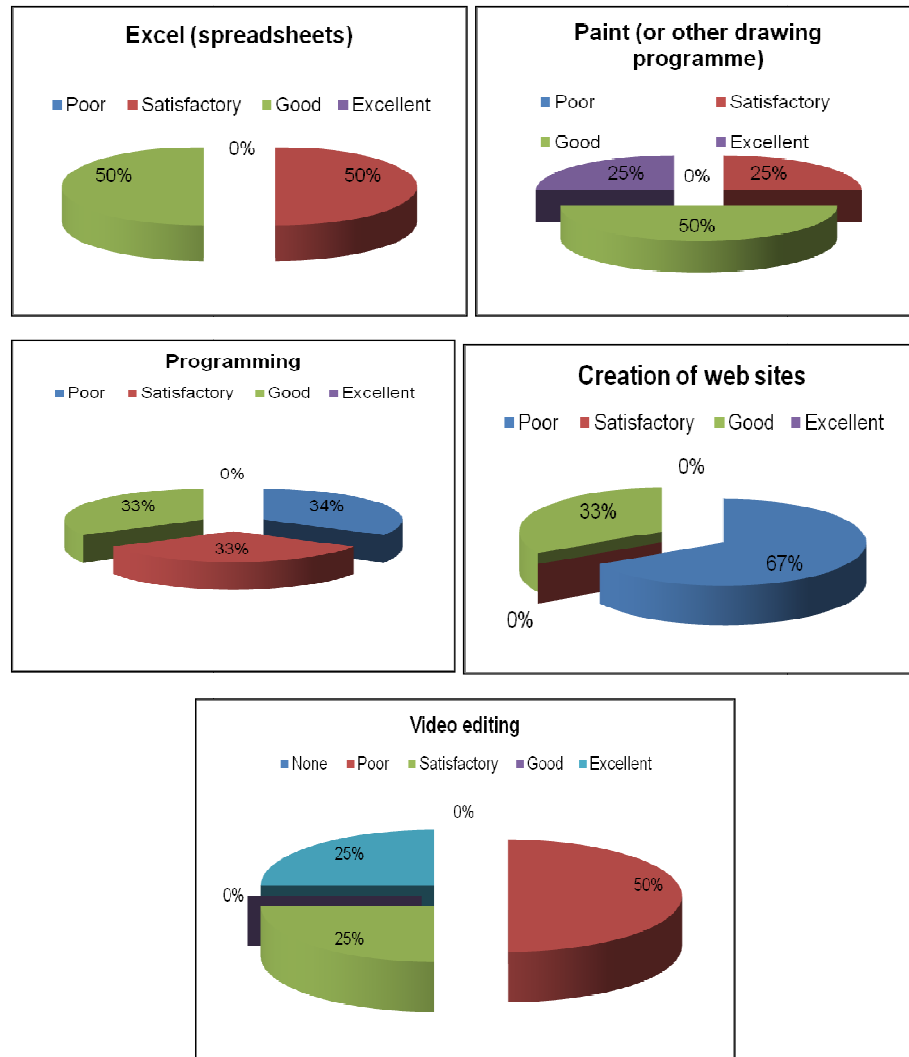 Excel (spreadsheets)
Poor Satisfactory Good Excellent
0%
50% 50%
Paint (or other drawing
programme)
Poor Satisfactory
Good Excellent
25% 0% 25%
50%
Programming
Poor Satisfactory Good Excellent
0%
33% 34%
33%
Creation of web sites
Poor Satisfactory Good Excellent
0%
33%
67%
0%
Video editing
None Poor Satisfactory Good Excellent
0%
25%
50%
0%
25%